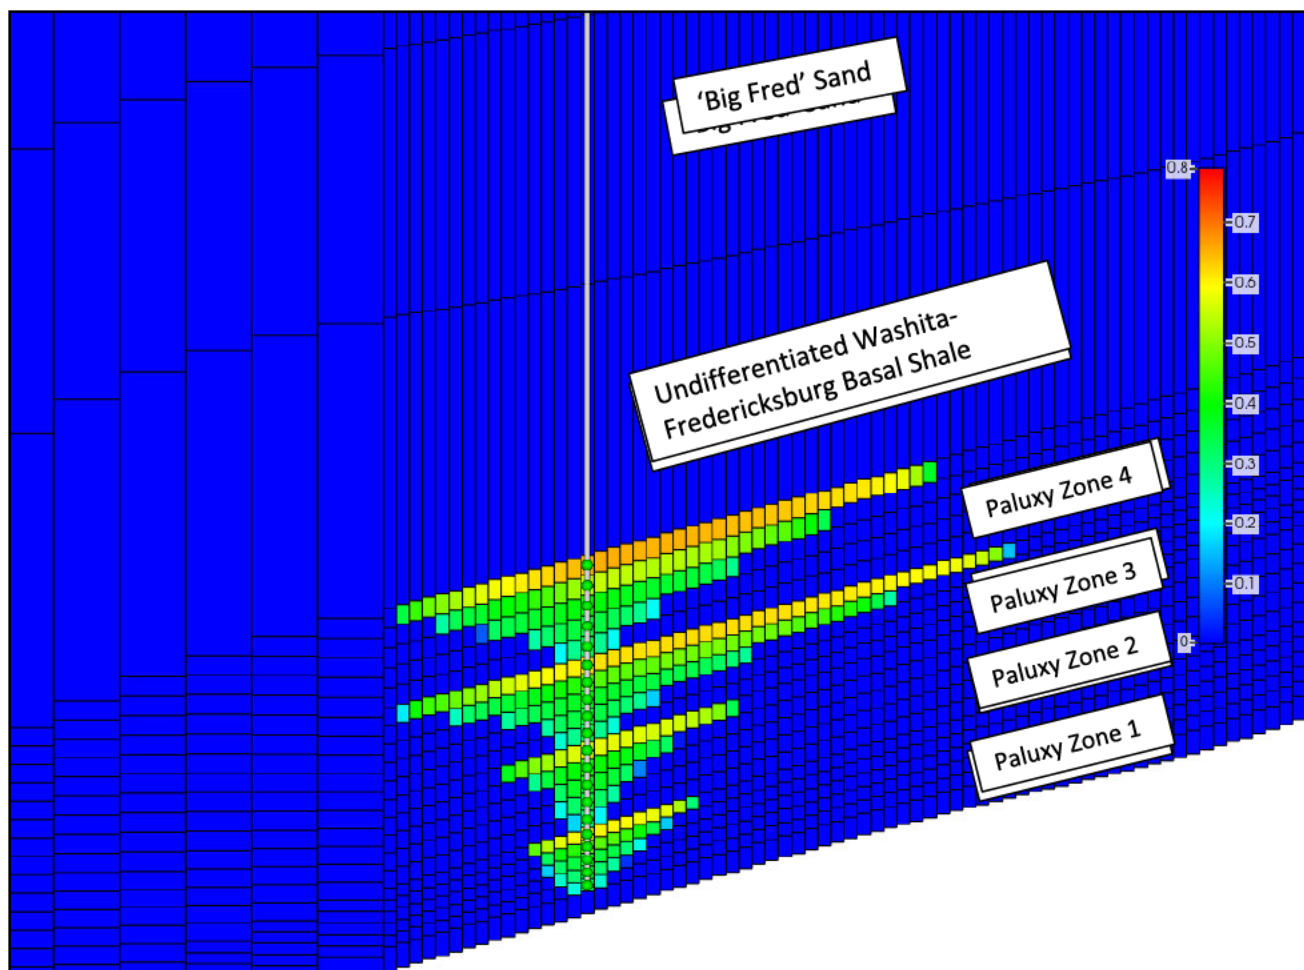 ‘Big Fred’ Sand
0.8
0.7
0.6
Undifferentiated Washita-
Fredericksburg Basal Shale
0.5
0.4
0.3
Paluxy Zone 4
0.2
Paluxy Zone 3
0.1
0
Paluxy Zone 2
Paluxy Zone 1